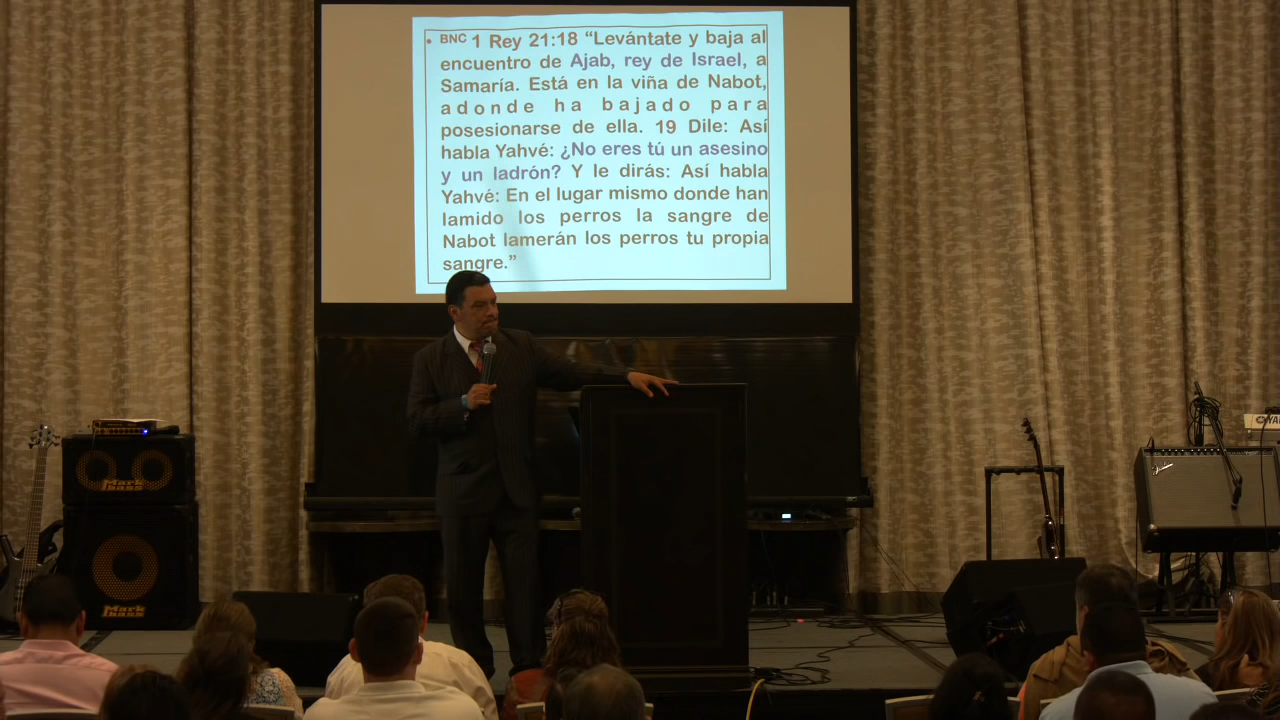 • BNC 1 Rey 21:18 “Levántate y baja al
encuentro de Ajab, rey de Israel, a
Samaría. Está en la viña de Nabot,
adonde ha bajado para
posesionarse de ella. 19 Dile: Así
habla Yahvé: ¿No eres tú un asesino
y un ladrón? Y le dirás: Así habla
Yahvé: En el lugar mismo donde han
lamido los perros la sangre de
Nabot lamerán los perros tu propia
sangre.”
Mark
bass
Mark
bass
Fender
YA